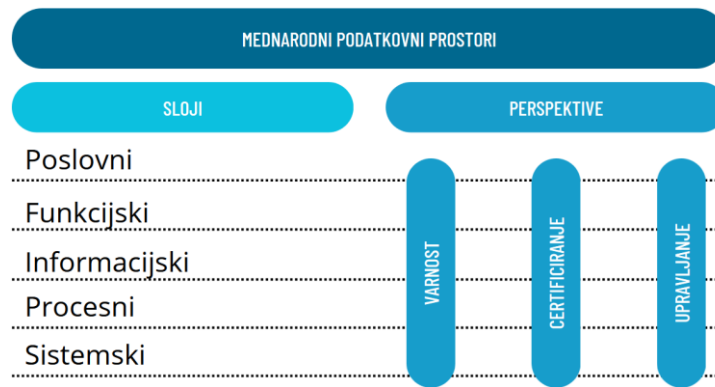 MEDNARODNI PODATKOVNI PROSTORI
SLOJI
PERSPEKTIVE
Poslovni
Funkcijski
Informacijski
Procesni
Sistemski
VARNOST
CERTIFICIRANJE
UPRAVLJANJE